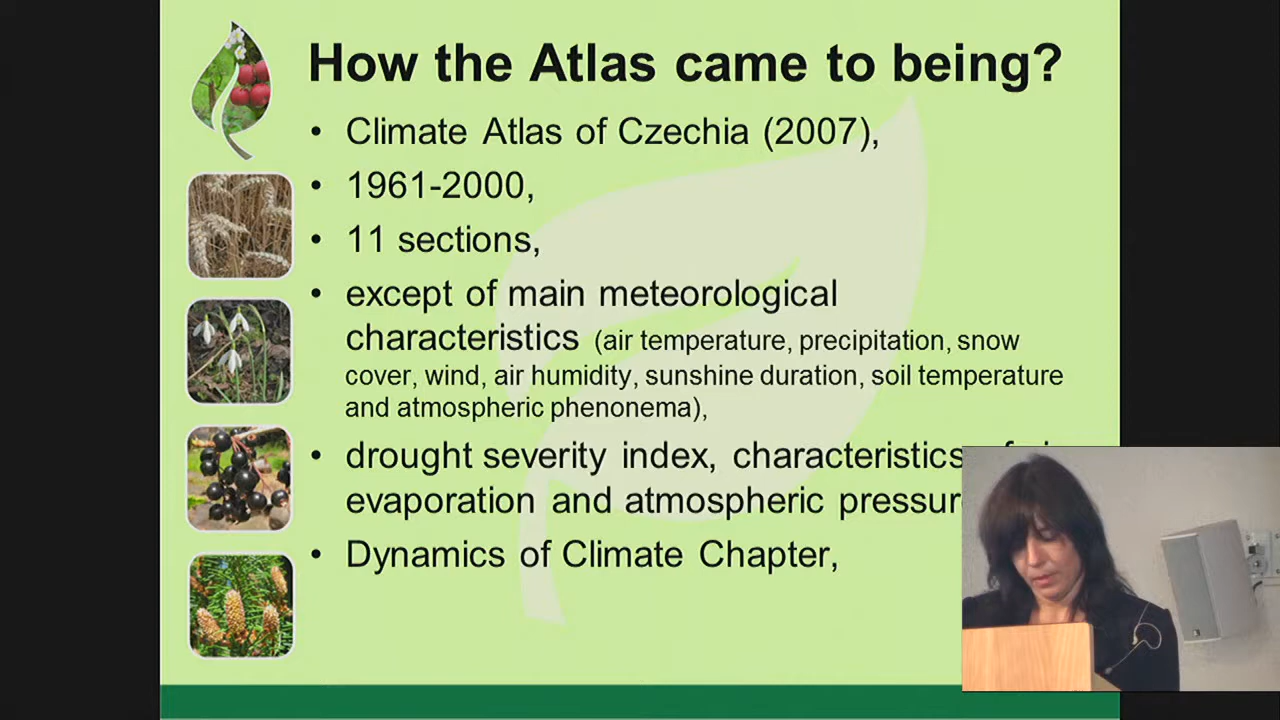 How the Atlas came to being?
• Climate Atlas of Czechia (2007),
• 1961-2000,
• 11 sections,
• except of main meteorological
characteristics (air temperature, precipitation, snow
cover, wind, air humidity, sunshine duration, soil temperature
and atmospheric phenonema),
• drought severity index, characteristics
evaporation and atmospheric
• Dynamics of Climate Chapter,